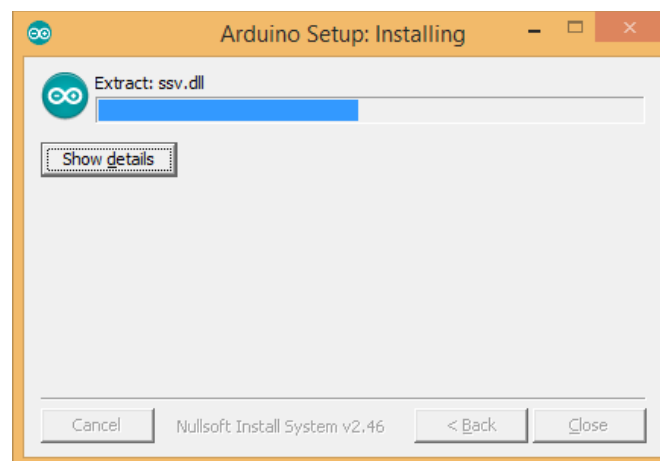 Arduino Setup: Installing
Extract: ssv.dll
Show details
Cancel
Nullsoft Install System v2.46
< Back
Close